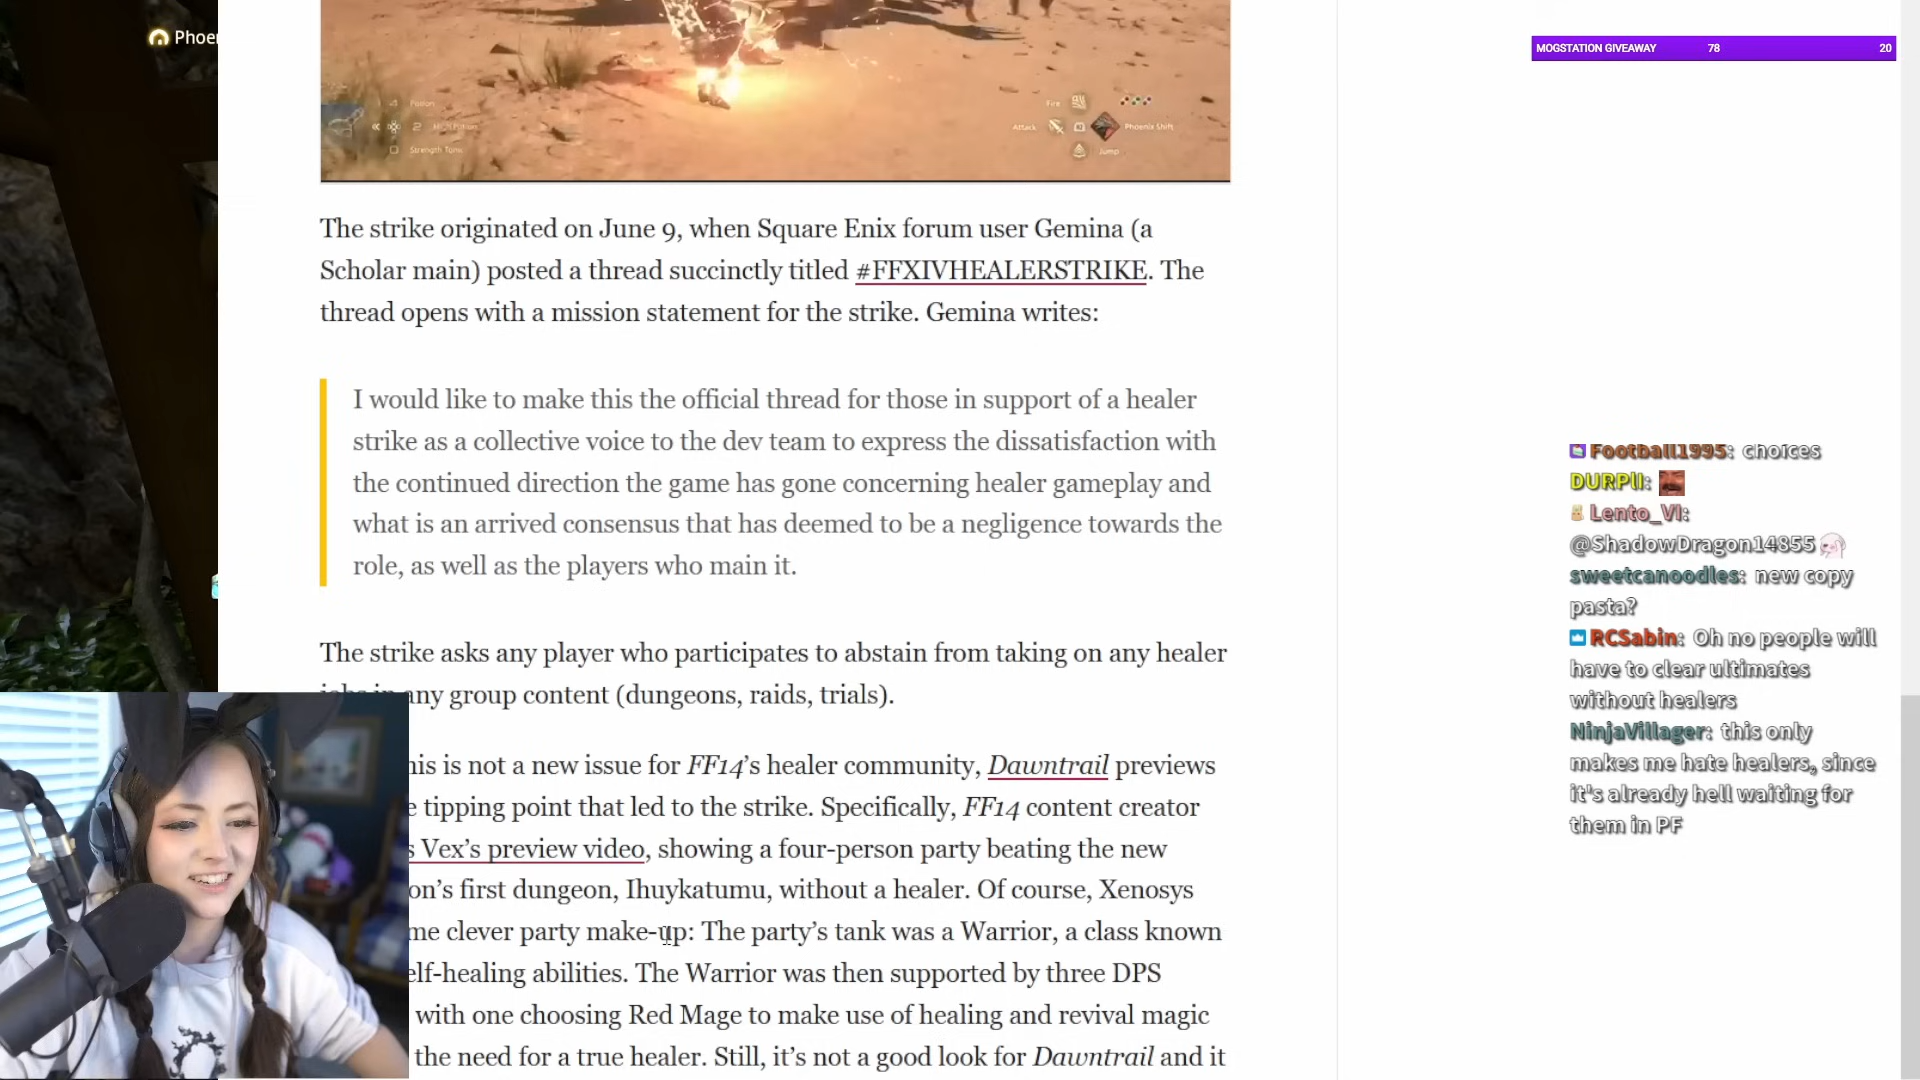 Phoe
MOGSTATION GIVEAWAY 78 20
Fire
Attack
Phoenix Shift
Jump
Strength Tonic
The strike originated on June 9, when Square Enix forum user Gemina (a
Scholar main) posted a thread succinctly titled #FFXIVHEALERSTRIKE. The
thread opens with a mission statement for the strike. Gemina writes:
I would like to make this the official thread for those in support of a healer
strike as a collective voice to the dev team to express the dissatisfaction with
the continued direction the game has gone concerning healer gameplay and
what is an arrived consensus that has deemed to be a negligence towards the
role, as well as the players who main it.
The strike asks any player who participates to abstain from taking on any healer
jobs in any group content (dungeons, raids, trials).
his is not a new issue for FF14's healer community, Dawntrail previews
e tipping point that led to the strike. Specifically, FF14 content creator
s Vex's preview video, showing a four-person party beating the new
on's first dungeon, Ihuykatumu, without a healer. Of course, Xenosys
me clever party make-up: The party's tank was a Warrior, a class known
elf-healing abilities. The Warrior was then supported by three DPS
with one choosing Red Mage to make use of healing and revival magic
the need for a true healer. Still, it's not a good look for Dawntrail and it
Football1995: choices
DURPll:
Lento_VI:
@ShadowDragon14855
sweetcanoodles: new copy
pasta?
RCSabin: Oh no people will
have to clear ultimates
without healers
NinjaVillager: this only
makes me hate healers, since
it's already hell waiting for
them in PF